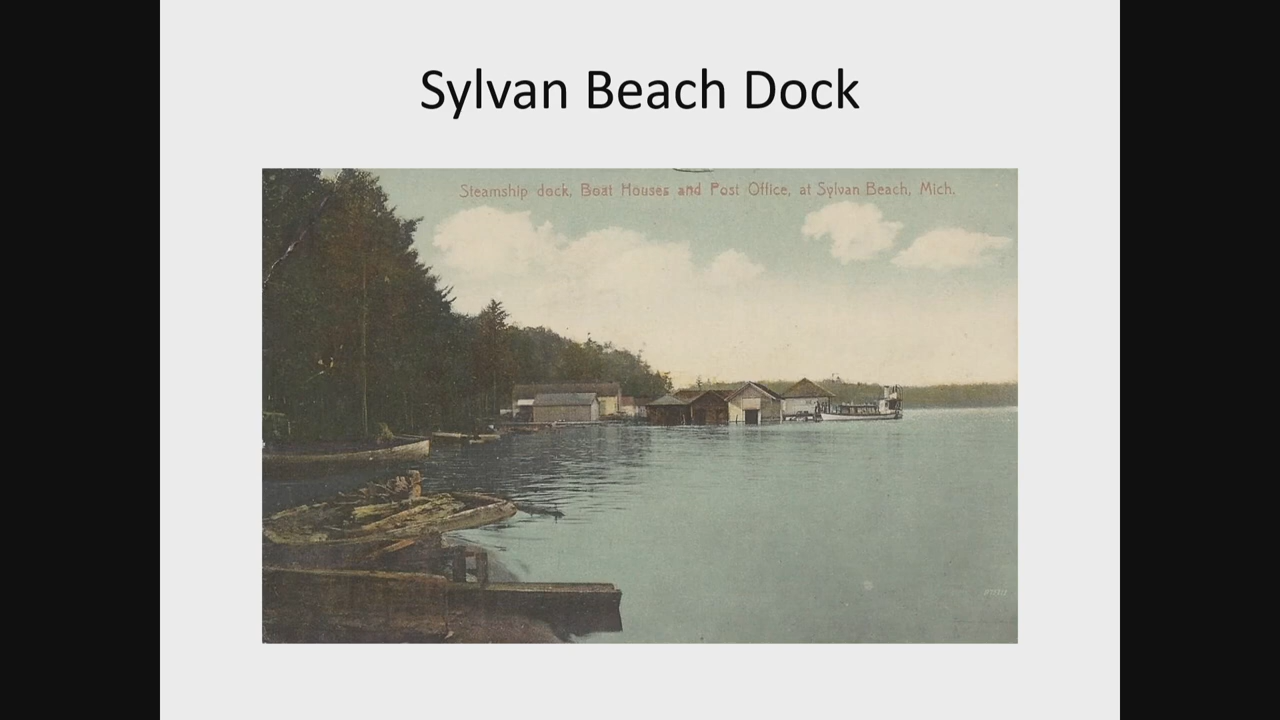 Sylvan Beach Dock
Steamship dock, Boat Houses and Post Office, at Sylvan Beach, Mich.